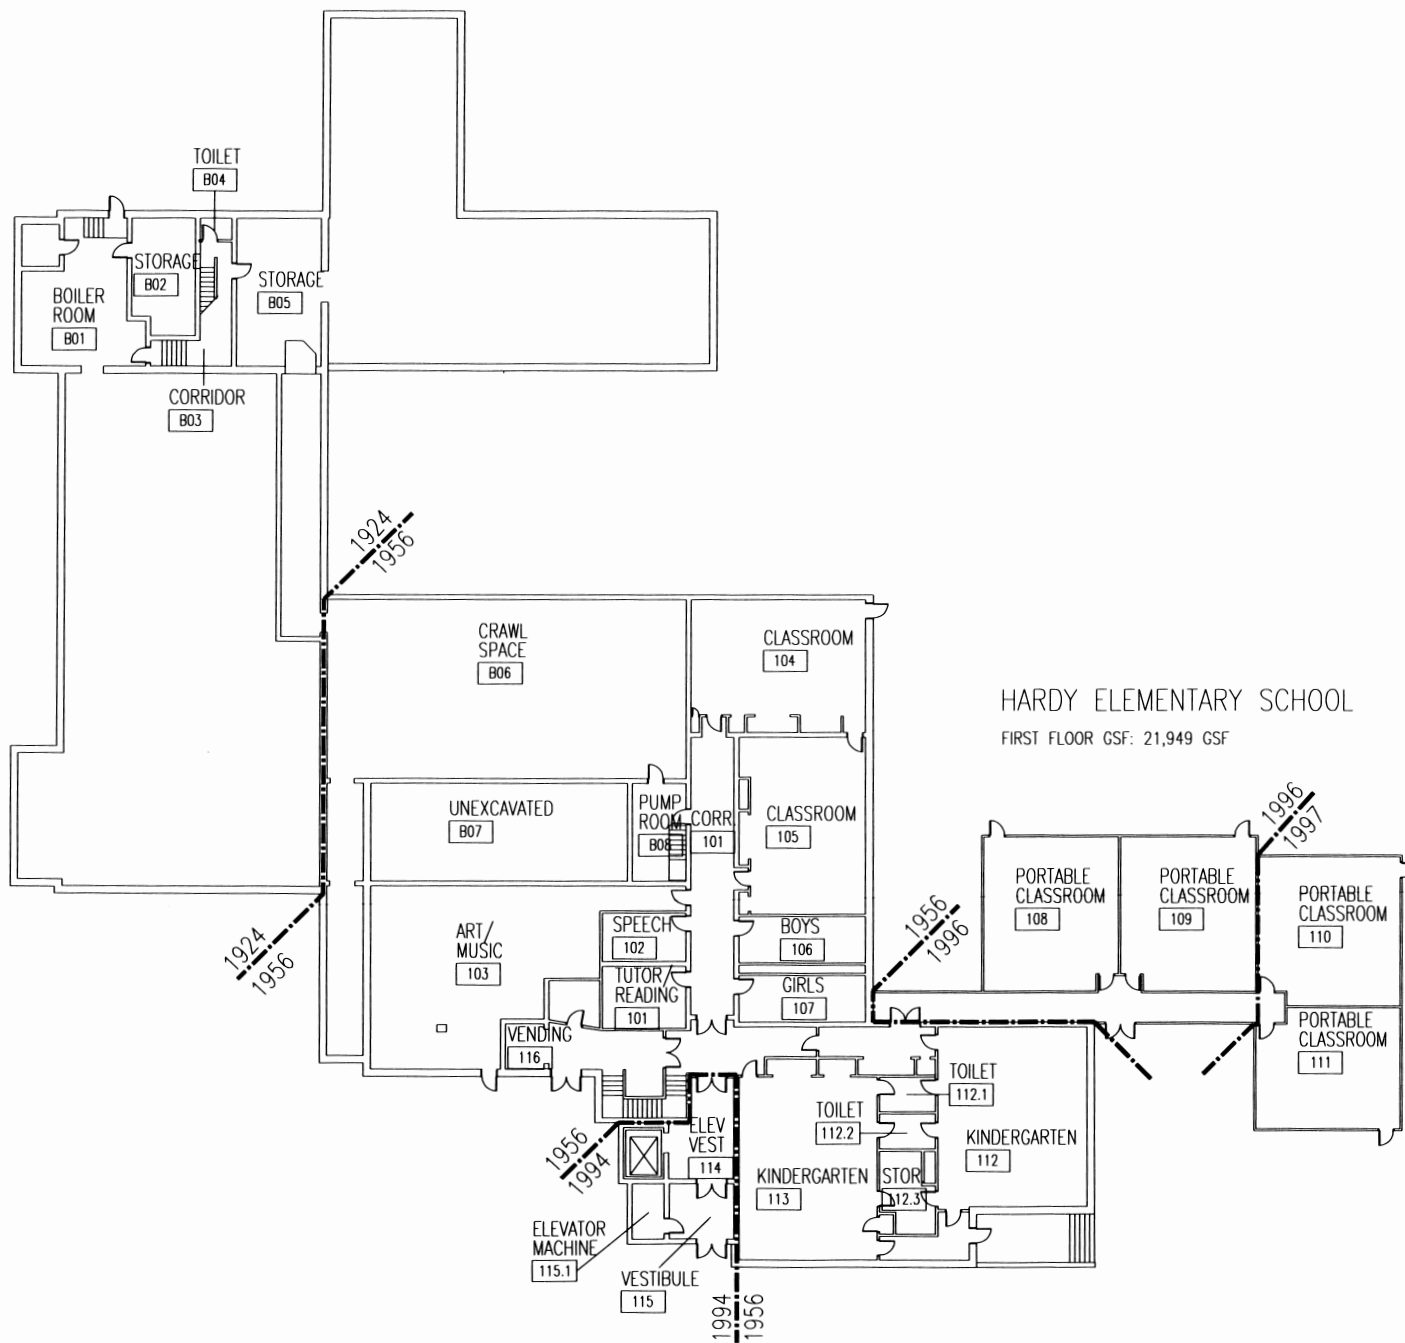 TOILET
B04
STORAGE
B02
STORAGE
B05
BOILER
ROOM
B01
CORRIDOR
B03
1924
1956
CRAWL
SPACE
B06
CLASSROOM
104
HARDY ELEMENTARY SCHOOL
FIRST FLOOR GSF: 21,949 GSF
UNEXCAVATED
B07
PUMP
ROOM
B08
CORR.
101
CLASSROOM
105
1996
1997
PORTABLE
CLASSROOM
108
PORTABLE
CLASSROOM
109
PORTABLE
CLASSROOM
110
PORTABLE
CLASSROOM
111
1956
1996
ART/
MUSIC
103
SPEECH
102
BOYS
106
TUTOR/
READING
101
GIRLS
107
1924
1956
VENDING
116
TOILET
112.1
TOILET
112.2
KINDERGARTEN
112
ELEV
VEST
114
1956
1994
KINDERGARTEN
113
STOR
112.3
ELEVATOR
MACHINE
115.1
VESTIBULE
115
1994
1956